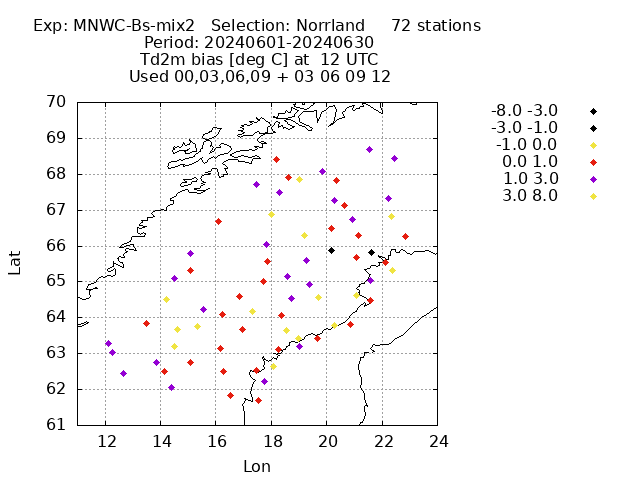 Exp: MNWC-Bs-mix2 Selection: Norrland 72 stations
Period: 20240601-20240630
Td2m bias [deg C] at 12 UTC
Used 00,03,06,09 + 03 06 09 12
-8.0 -3.0
-3.0 -1.0
-1.0 0.0
0.0 1.0
1.0 3.0
3.0 8.0
70
69
68
67
66
65
64
63
62
61
Lat
12 14 16 18 20 22 24
Lon